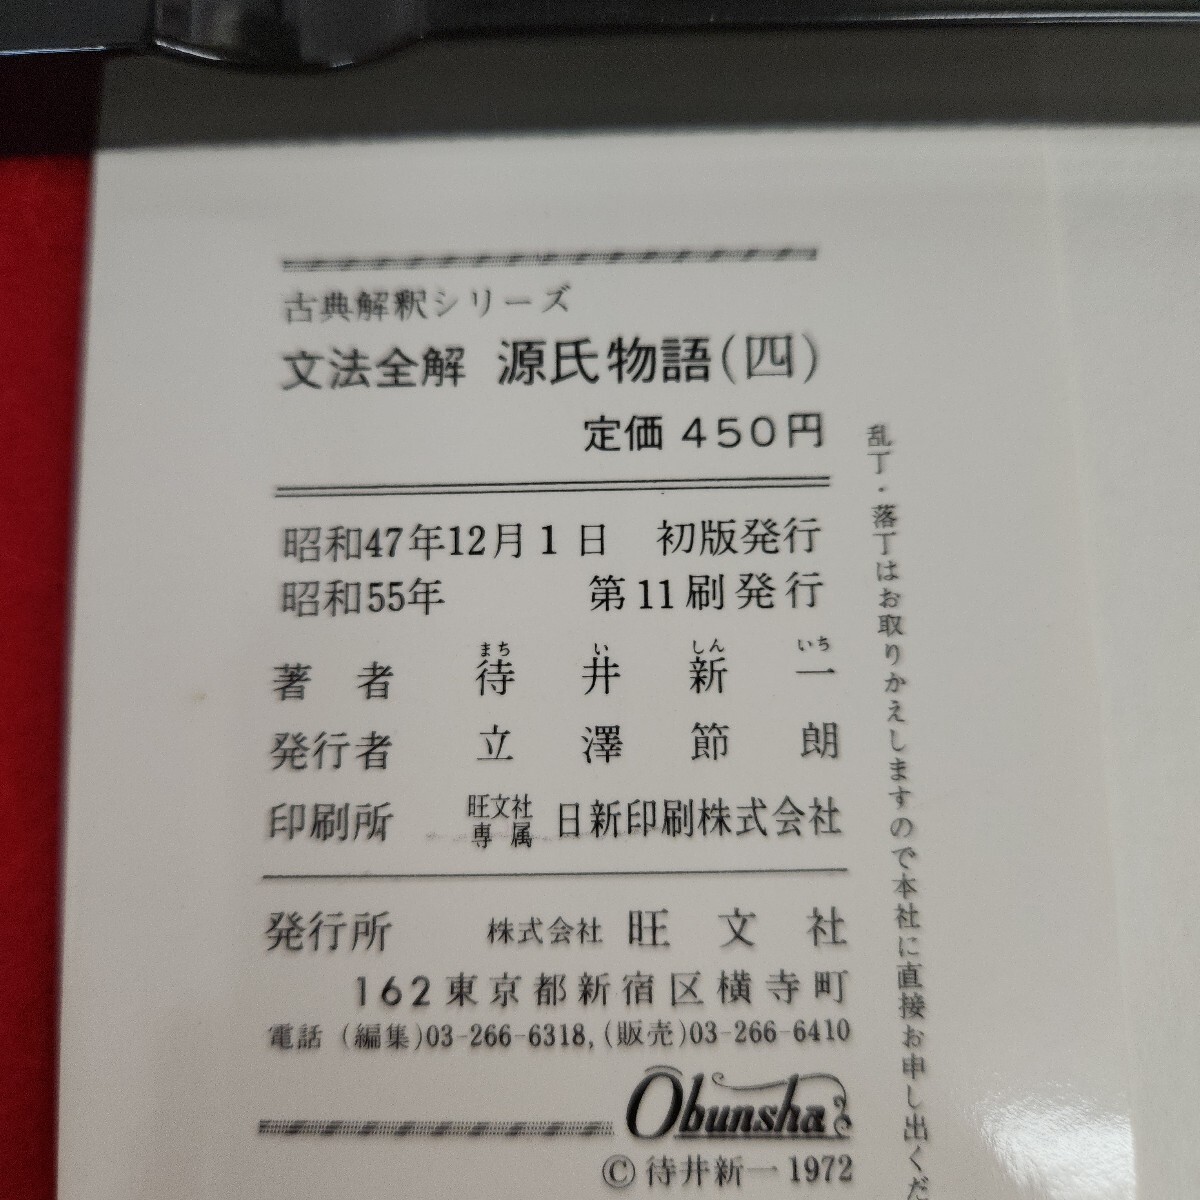 古典解釈シリーズ
文法全解 源氏物語(四)
定価 450円
昭和47年12月1日 初版発行
昭和55年 第11刷発行
まち い しん いち
著者 待井新一
発行者 立澤節朗
印刷所 旺文社専属 日新印刷株式会社
発行所 株式会社 旺文社
162 東京都新宿区横寺町
電話 (編集)03-266-6318,(販売)03-266-6410
Obunsha
© 待井新一 1972
乱丁・落丁はお取りかえしますので本社に直接お申し出くだ